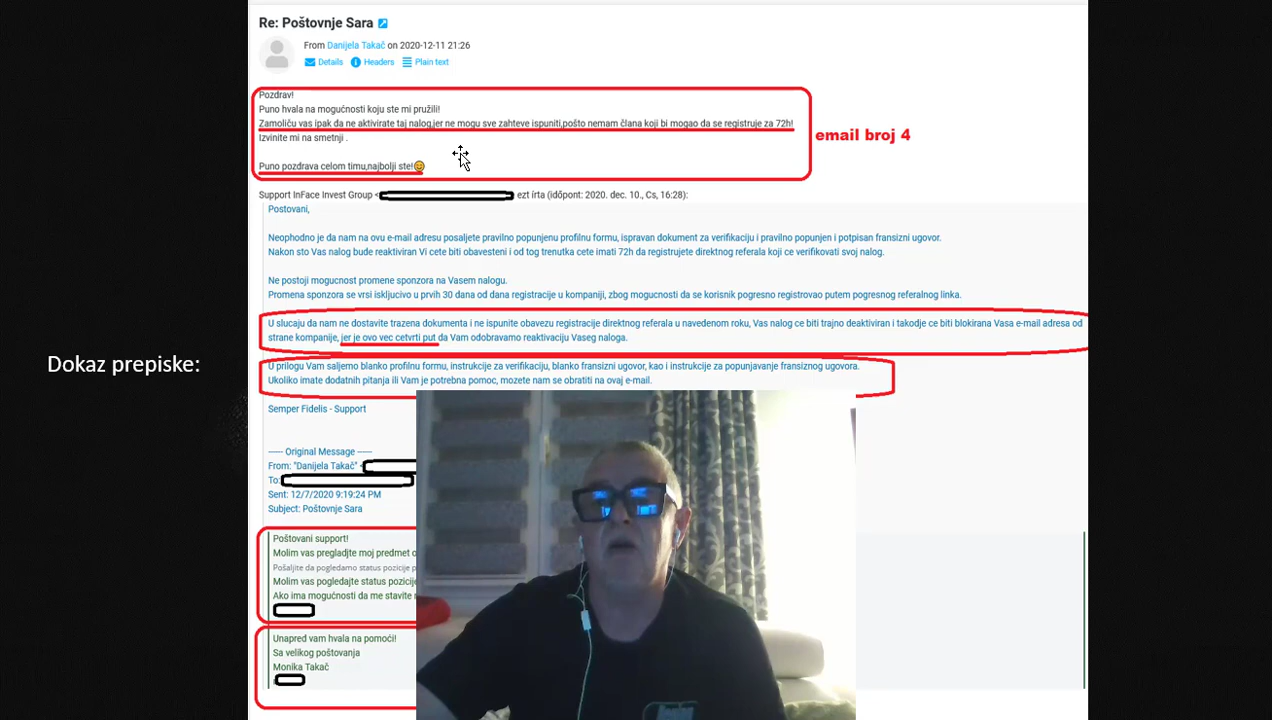 Re: Poštovnje Sara
From Danijela Takač on 2020-12-11 21:26
Details Headers Plain text
Pozdrav!
Puno hvala na mogućnosti koju ste mi pružili!
Zamoliću vas ipak da ne aktivirate taj nalog,jer ne mogu sve zahteve ispuniti,pošto nemam člana koji bi mogao da se registruje za 72h!
Izvinite mi na smetnji .
email broj 4
Puno pozdrava celom timu,najbolji ste!😊
Support InFace Invest Group < ezt írta (időpont: 2020. dec. 10., Cs, 16:28):
Postovani,
Neophodno je da nam na ovu e-mail adresu posaljete pravilno popunjenu profilnu formu, ispravan dokument za verifikaciju i pravilno popunjen i potpisan fransizni ugovor.
Nakon sto Vas nalog bude reaktiviran Vi cete biti obavesteni i od tog trenutka cete imati 72h da registrujete direktnog referala koji ce verifikovati svoj nalog.
Ne postoji mogucnost promene sponzora na Vasem nalogu.
Promena sponzora se vrsi iskljucivo u prvih 30 dana od dana registracije u kompaniji, zbog mogucnosti da se korisnik pogresno registrovao putem pogresnog referalnog linka.
U slucaju da nam ne dostavite trazena dokumenta i ne ispunite obavezu registracije direktnog referala u navedenom roku, Vas nalog ce biti trajno deaktiviran i takodje ce biti blokirana Vasa e-mail adresa od
strane kompanije, jer je ovo vec cetvrti put da Vam odobravamo reaktivaciju Vaseg naloga.
Dokaz prepiske:
U prilogu Vam saljemo blanko profilnu formu, instrukcije za verifikaciju, blanko fransizni ugovor, kao i instrukcije za popunjavanje fransiznog ugovora.
Ukoliko imate dodatnih pitanja ili Vam je potrebna pomoc, mozete nam se obratiti na ovaj e-mail.
Semper Fidelis - Support
----- Original Message -----
From: "Danijela Takač" <
To:
Sent: 12/7/2020 9:19:24 PM
Subject: Poštovnje Sara
Poštovani support!
Molim vas pregladjte moj predmet
Pošaljite da pogledamo status pozicije
Molim vas pogledajte status pozicije
Ako ima mogućnosti da me stavite
Unapred vam hvala na pomoći!
Sa velikog poštovanja
Monika Takač